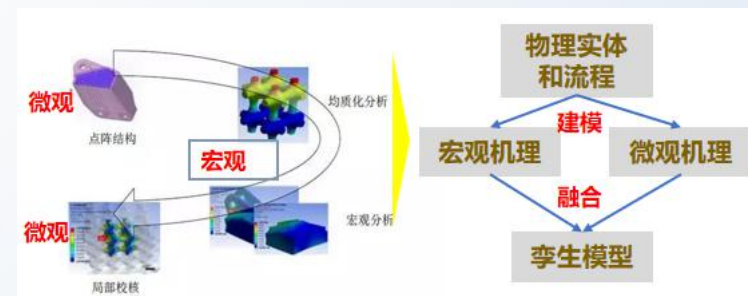 微观
点阵结构
均质化分析
宏观
宏观分析
微观
局部校核
物理实体
和流程
建模
宏观机理
微观机理
融合
孪生模型